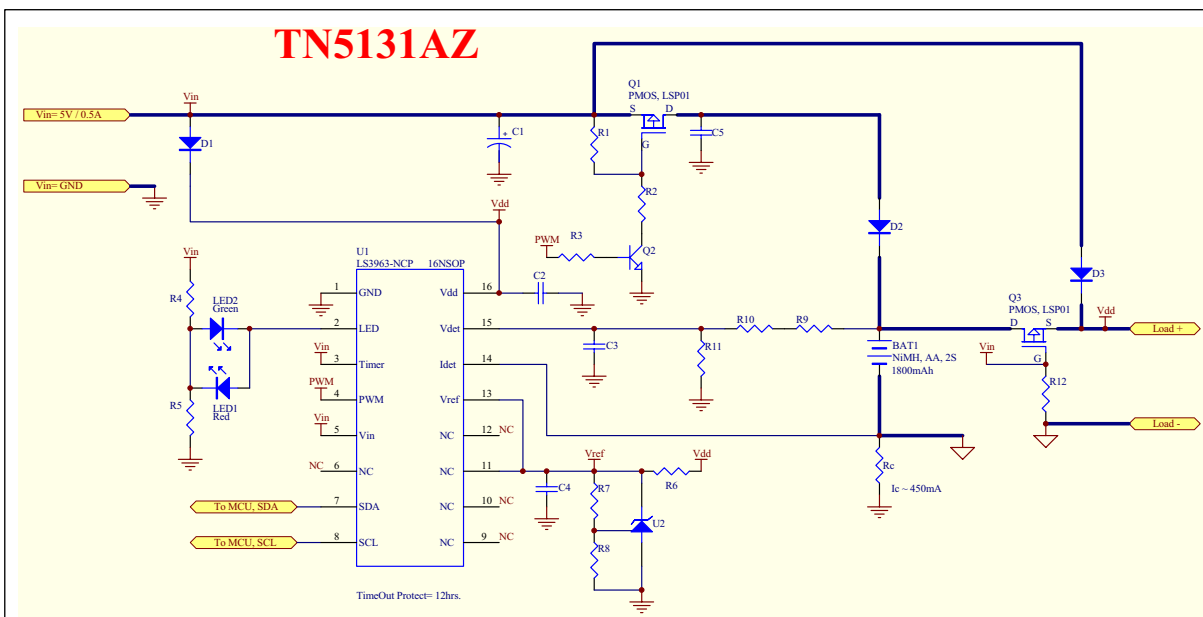 TN5131AZ
Q1
PMOS, LSP01
Vin
Vin= 5V / 0.5A
S
D
C1
+
R1
C5
D1
G
Vin= GND
R2
Vdd
D2
PWM
R3
Q2
Vin
U1
LS3963-NCP
16NSOP
C2
D3
R4
LED2
Green
1
GND
Vdd
16
Q3
PMOS, LSP01
2
LED
Vdet
15
R10
R9
D
S
Vdd
Load +
Vin
3
Timer
Idet
14
C3
R11
BAT1
NiMH, AA, 2S
1800mAh
Vin
G
PWM
4
PWM
Vref
13
R12
R5
LED1
Red
Vin
5
Vin
NC
12
NC
Load -
NC
6
NC
NC
11
Vref
Vdd
Rc
Ic ~ 450mA
C4
R7
R6
To MCU, SDA
7
SDA
NC
10
NC
U2
To MCU, SCL
8
SCL
NC
9
NC
R8
TimeOut Protect= 12hrs.